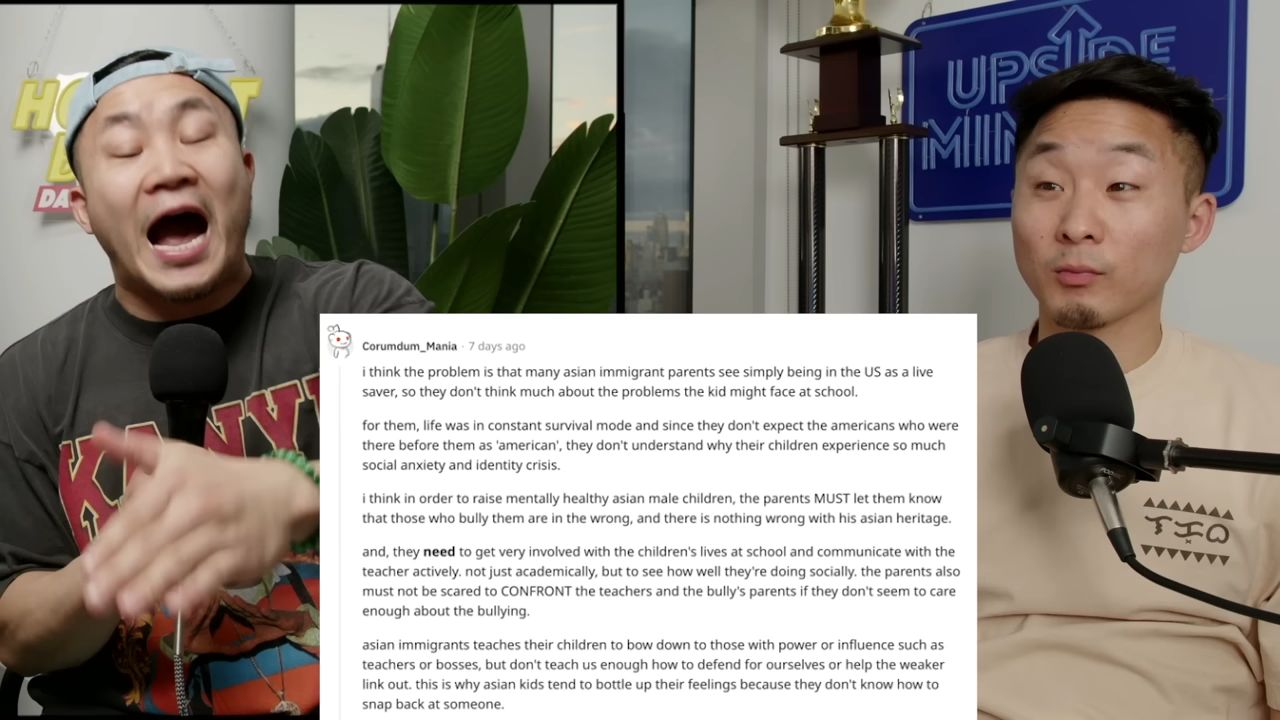 UPSIDE
DA
KANY
Corumdum_Mania · 7 days ago
i think the problem is that many asian immigrant parents see simply being in the US as a live
saver, so they don't think much about the problems the kid might face at school.
for them, life was in constant survival mode and since they don't expect the americans who were
there before them as 'american', they don't understand why their children experience so much
social anxiety and identity crisis.
i think in order to raise mentally healthy asian male children, the parents MUST let them know
that those who bully them are in the wrong, and there is nothing wrong with his asian heritage.
and, they need to get very involved with the children's lives at school and communicate with the
teacher actively. not just academically, but to see how well they're doing socially. the parents also
must not be scared to CONFRONT the teachers and the bully's parents if they don't seem to care
enough about the bullying.
asian immigrants teaches their children to bow down to those with power or influence such as
teachers or bosses, but don't teach us enough how to defend for ourselves or help the weaker
link out. this is why asian kids tend to bottle up their feelings because they don't know how to
snap back at someone.